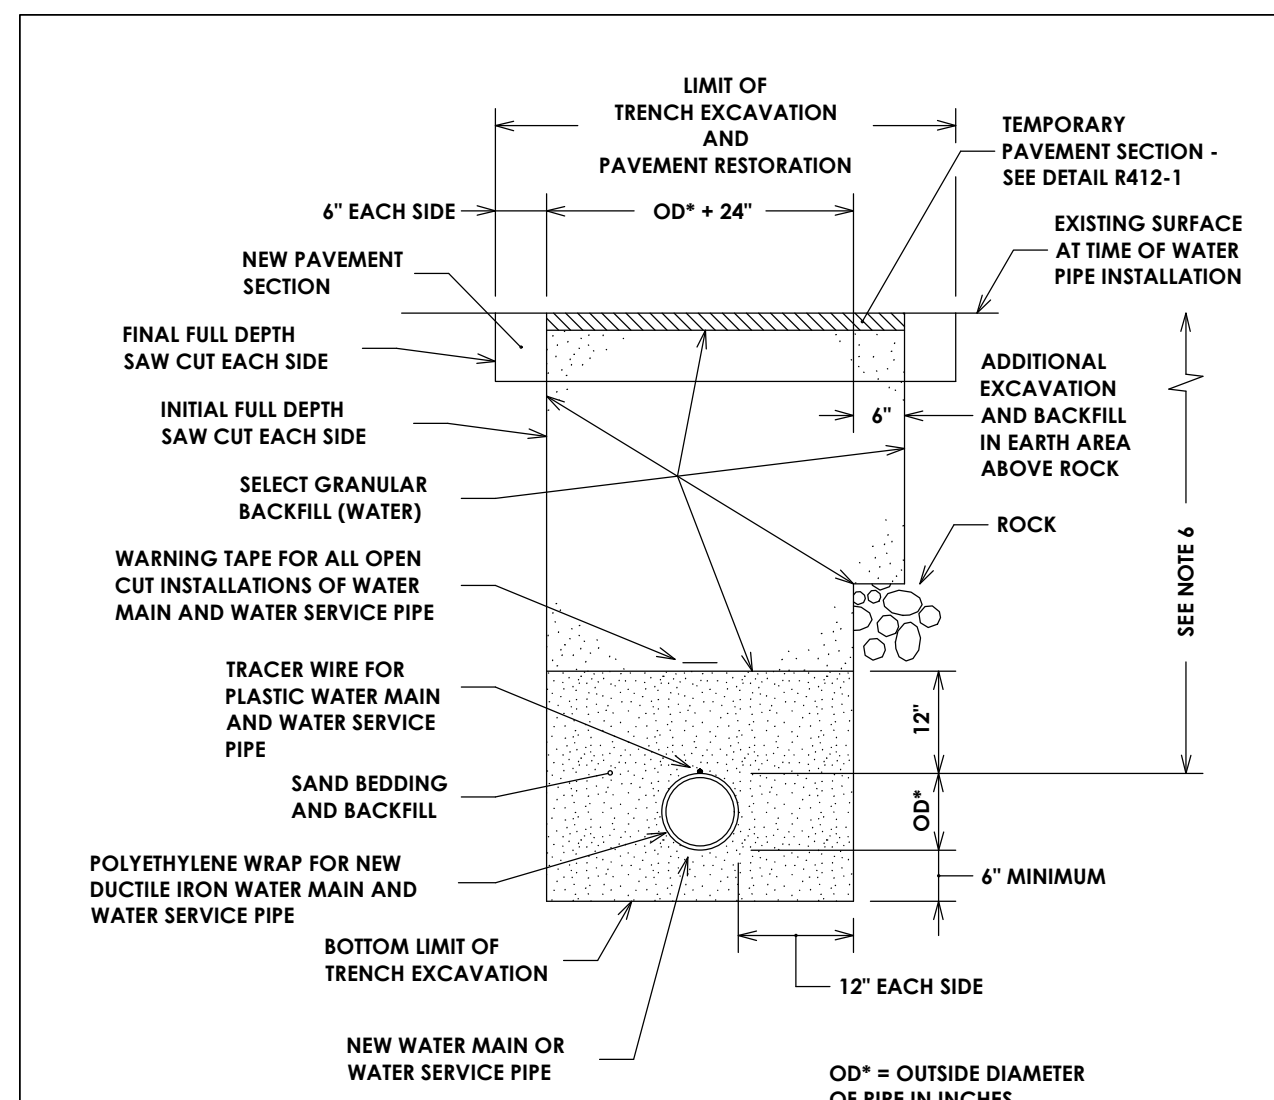 LIMIT OF
TRENCH EXCAVATION
AND
PAVEMENT RESTORATION
TEMPORARY
PAVEMENT SECTION -
SEE DETAIL R412-1
6" EACH SIDE
OD* + 24"
EXISTING SURFACE
AT TIME OF WATER
PIPE INSTALLATION
NEW PAVEMENT
SECTION
FINAL FULL DEPTH
SAW CUT EACH SIDE
ADDITIONAL
EXCAVATION
AND BACKFILL
IN EARTH AREA
ABOVE ROCK
6"
INITIAL FULL DEPTH
SAW CUT EACH SIDE
SELECT GRANULAR
BACKFILL (WATER)
ROCK
SEE NOTE 6
WARNING TAPE FOR ALL OPEN
CUT INSTALLATIONS OF WATER
MAIN AND WATER SERVICE PIPE
TRACER WIRE FOR
PLASTIC WATER MAIN
AND WATER SERVICE
PIPE
12"
SAND BEDDING
AND BACKFILL
OD*
POLYETHYLENE WRAP FOR NEW
DUCTILE IRON WATER MAIN AND
WATER SERVICE PIPE
6" MINIMUM
BOTTOM LIMIT OF
TRENCH EXCAVATION
12" EACH SIDE
NEW WATER MAIN OR
WATER SERVICE PIPE
OD* = OUTSIDE DIAMETER
OF PIPE IN INCHES